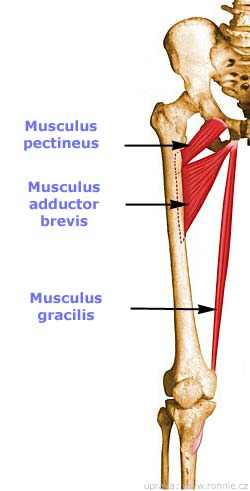 Musculus
pectineus
Musculus
adductor
brevis
Musculus
gracilis
úprava: www.ronnie.cz